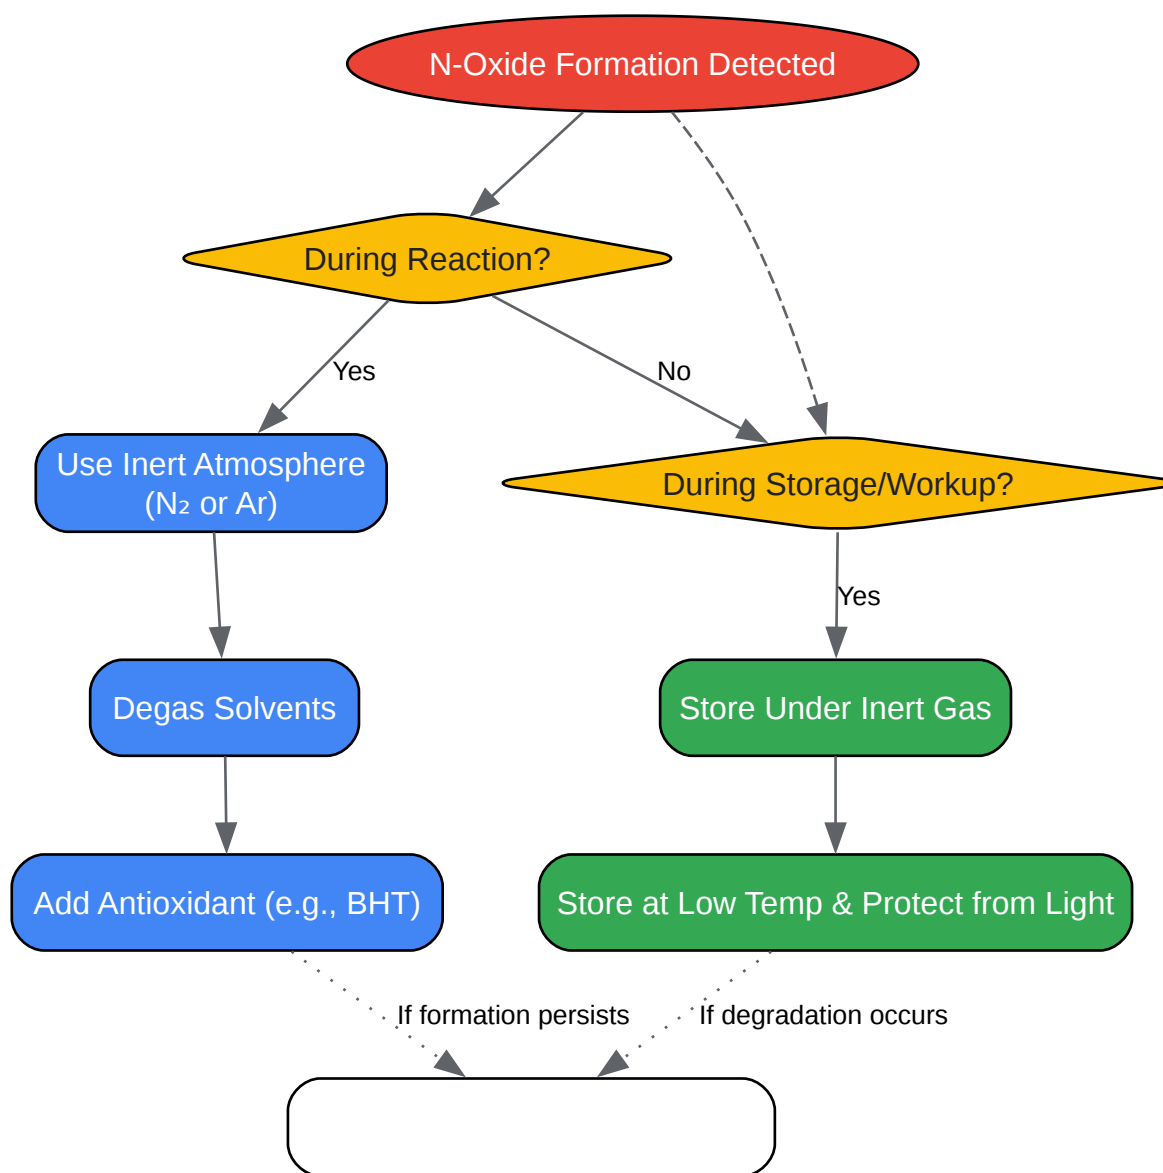 N-Oxide Formation Detected
During Reaction?
Yes
No
Use Inert Atmosphere
(N₂ or Ar)
During Storage/Workup?
Yes
Degas Solvents
Store Under Inert Gas
Add Antioxidant (e.g., BHT)
Store at Low Temp & Protect from Light
If formation persists
If degradation occurs